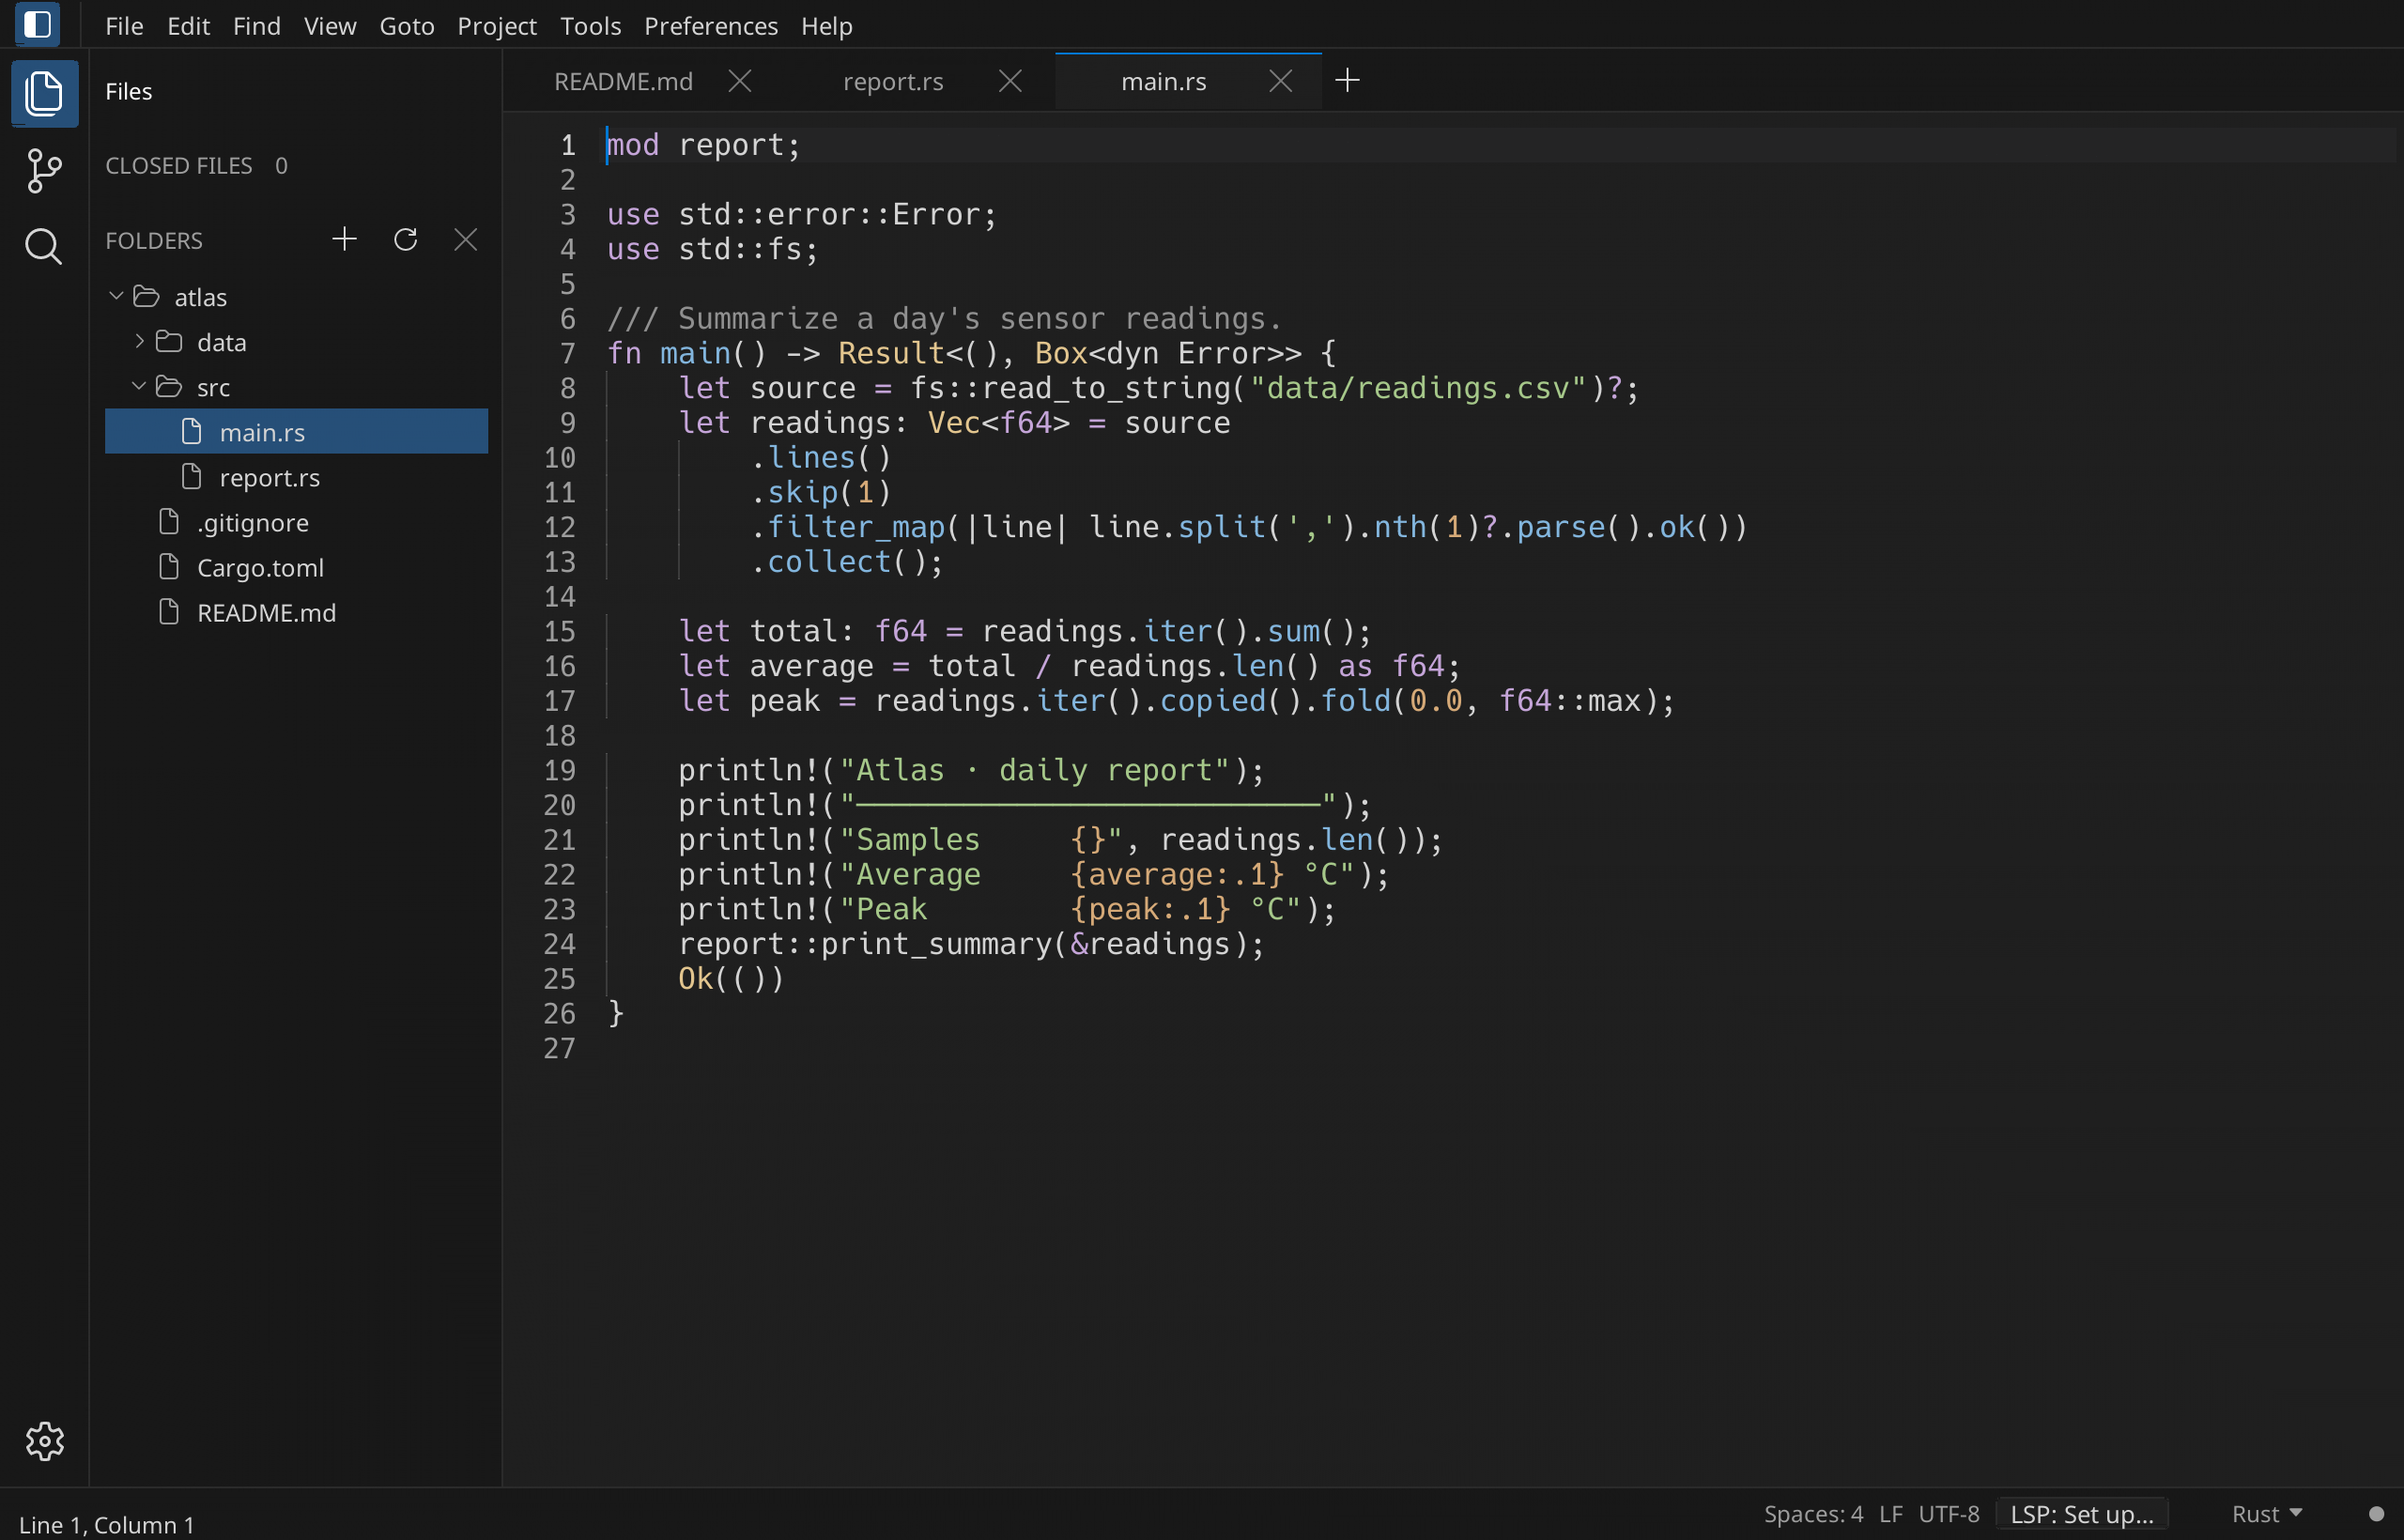 File Edit Find View Goto Project Tools Preferences Help
Files
CLOSED FILES 0
FOLDERS
atlas
data
src
main.rs
report.rs
.gitignore
Cargo.toml
README.md
README.md report.rs main.rs
1 mod report;
2
3 use std::error::Error;
4 use std::fs;
5
6 /// Summarize a day's sensor readings.
7 fn main() -> Result<(), Box<dyn Error>> {
8     let source = fs::read_to_string("data/readings.csv")?;
9     let readings: Vec<f64> = source
10         .lines()
11         .skip(1)
12         .filter_map(|line| line.split(',').nth(1)?.parse().ok())
13         .collect();
14
15     let total: f64 = readings.iter().sum();
16     let average = total / readings.len() as f64;
17     let peak = readings.iter().copied().fold(0.0, f64::max);
18
19     println!("Atlas · daily report");
20     println!("──────────────────────────");
21     println!("Samples     {}", readings.len());
22     println!("Average     {average:.1} °C");
23     println!("Peak        {peak:.1} °C");
24     report::print_summary(&readings);
25     Ok(())
26 }
27
Line 1, Column 1
Spaces: 4 LF UTF-8 LSP: Set up... Rust